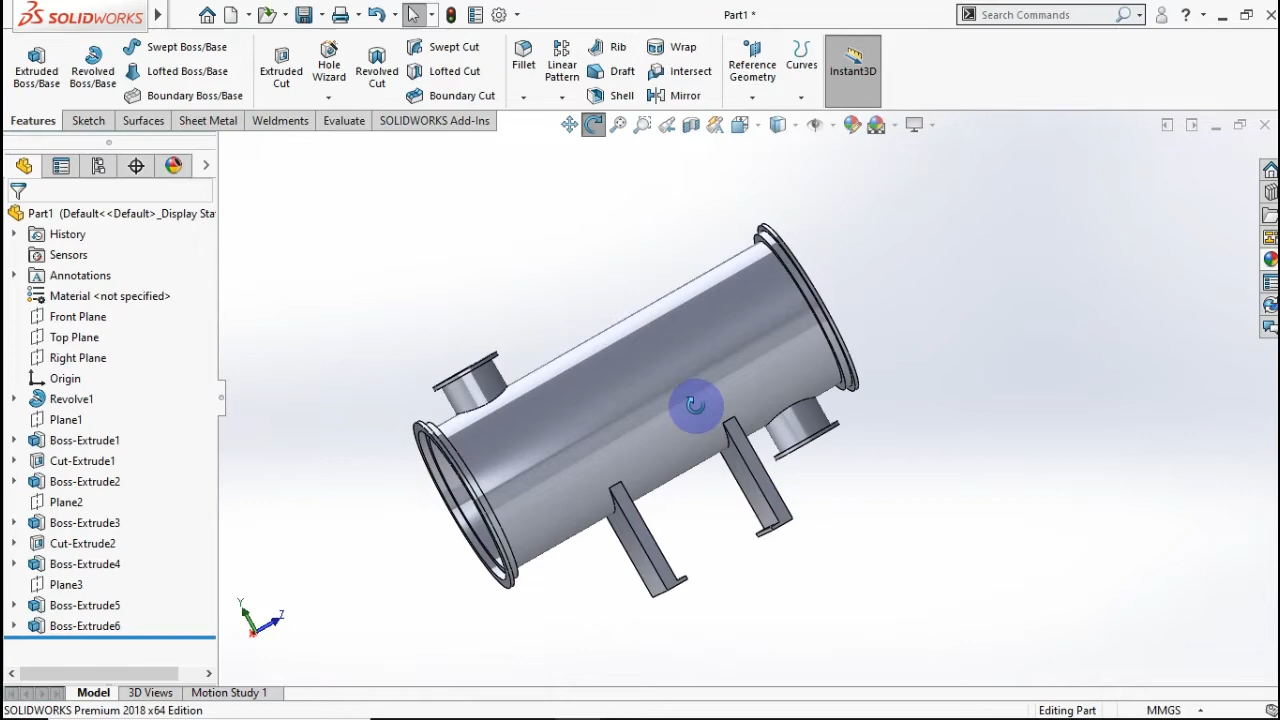 SOLIDWORKS
Part1 *
Search Commands
?
Extruded Boss/Base
Revolved Boss/Base
Swept Boss/Base
Lofted Boss/Base
Boundary Boss/Base
Extruded Cut
Hole Wizard
Revolved Cut
Swept Cut
Lofted Cut
Boundary Cut
Fillet
Linear Pattern
Rib
Draft
Shell
Wrap
Intersect
Mirror
Reference Geometry
Curves
Instant3D
Features
Sketch
Surfaces
Sheet Metal
Weldments
Evaluate
SOLIDWORKS Add-Ins
Part1 (Default<<Default>_Display Sta
History
Sensors
Annotations
Material <not specified>
Front Plane
Top Plane
Right Plane
Origin
Revolve1
Plane1
Boss-Extrude1
Cut-Extrude1
Boss-Extrude2
Plane2
Boss-Extrude3
Cut-Extrude2
Boss-Extrude4
Plane3
Boss-Extrude5
Boss-Extrude6
Y
Z
Model
3D Views
Motion Study 1
SOLIDWORKS Premium 2018 x64 Edition
Editing Part
MMGS